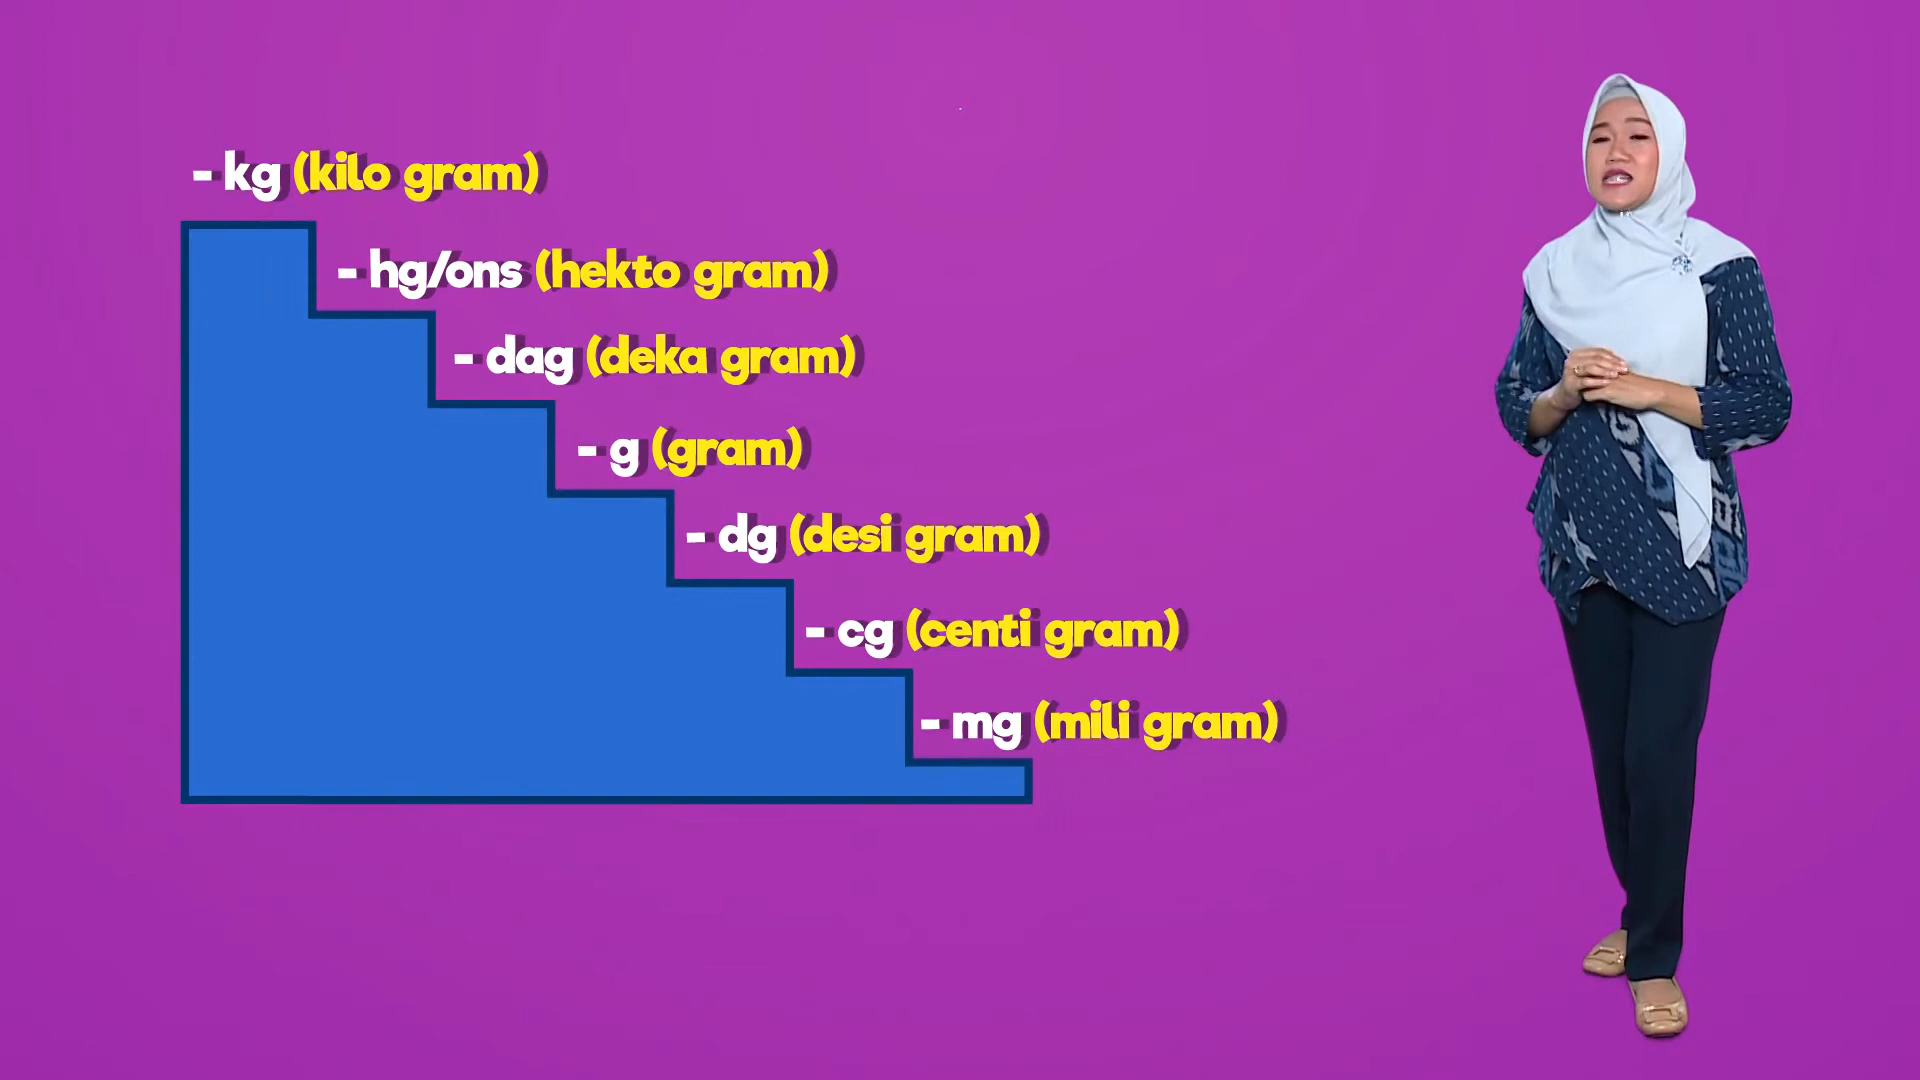 - kg (kilo gram)
- hg/ons (hekto gram)
- dag (deka gram)
- g (gram)
- dg (desi gram)
- cg (centi gram)
- mg (mili gram)